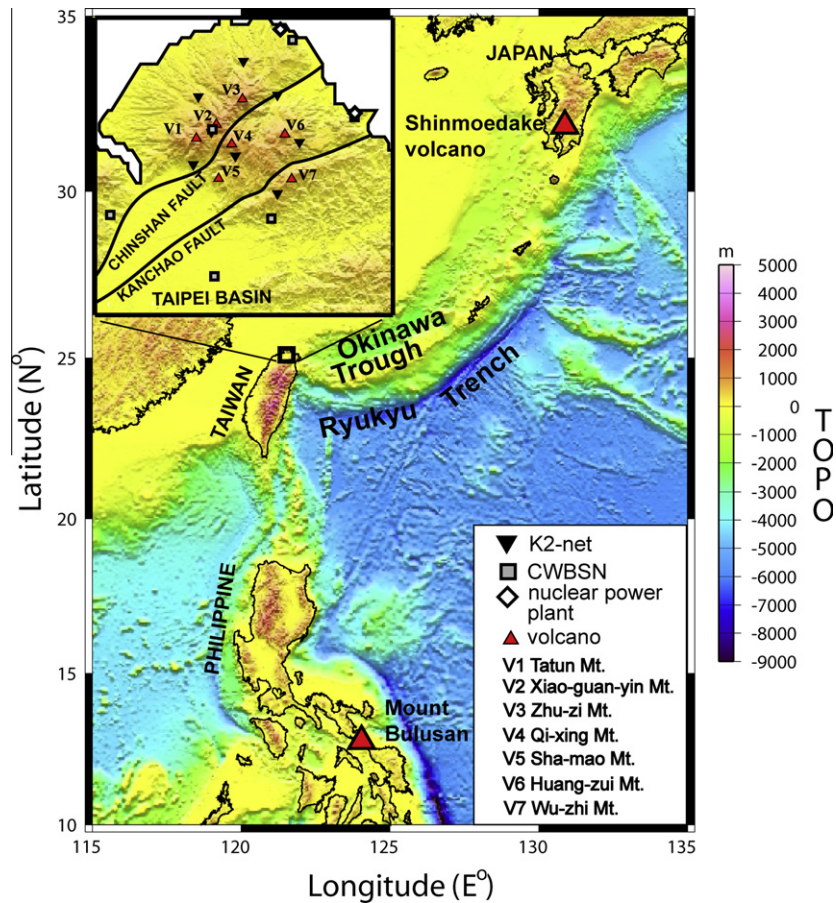 35
30
25
20
15
10
115
120
125
130
135
Latitude (N°)
Longitude (E°)
V3
V2
V1
V4
V6
V5
V7
CHINSHAN FAULT
KANCHAO FAULT
TAIPEI BASIN
JAPAN
Shinmoedake
volcano
Okinawa
Trough
Ryukyu Trench
TAIWAN
PHILIPPINE
Mount
Bulusan
K2-net
CWBSN
nuclear power
plant
volcano
V1 Tatun Mt.
V2 Xiao-guan-yin Mt.
V3 Zhu-zi Mt.
V4 Qi-xing Mt.
V5 Sha-mao Mt.
V6 Huang-zui Mt.
V7 Wu-zhi Mt.
m
5000
4000
3000
2000
1000
0
-1000
-2000
-3000
-4000
-5000
-6000
-7000
-8000
-9000
TOPO